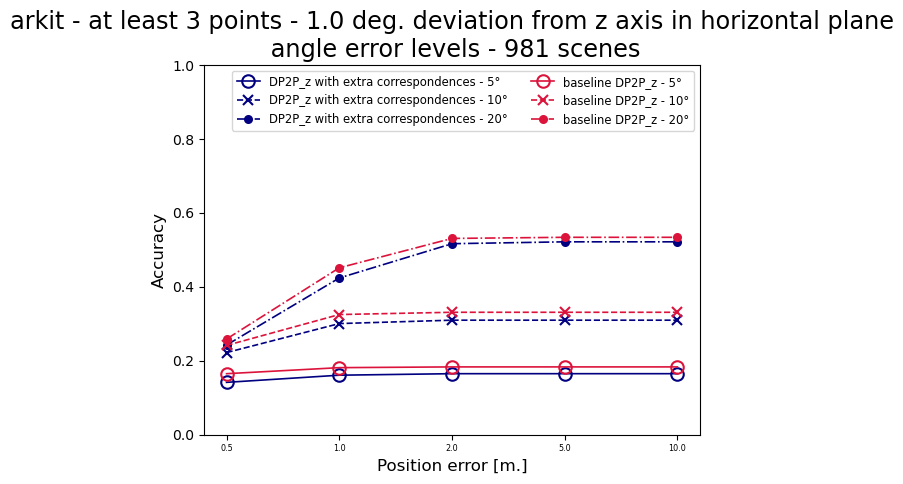 arkit - at least 3 points - 1.0 deg. deviation from z axis in horizontal plane
angle error levels - 981 scenes
DP2P_z with extra correspondences - 5°
DP2P_z with extra correspondences - 10°
DP2P_z with extra correspondences - 20°
baseline DP2P_z - 5°
baseline DP2P_z - 10°
baseline DP2P_z - 20°
Accuracy
1.0
0.8
0.6
0.4
0.2
0.0
0.5 1.0 2.0 5.0 10.0
Position error [m.]